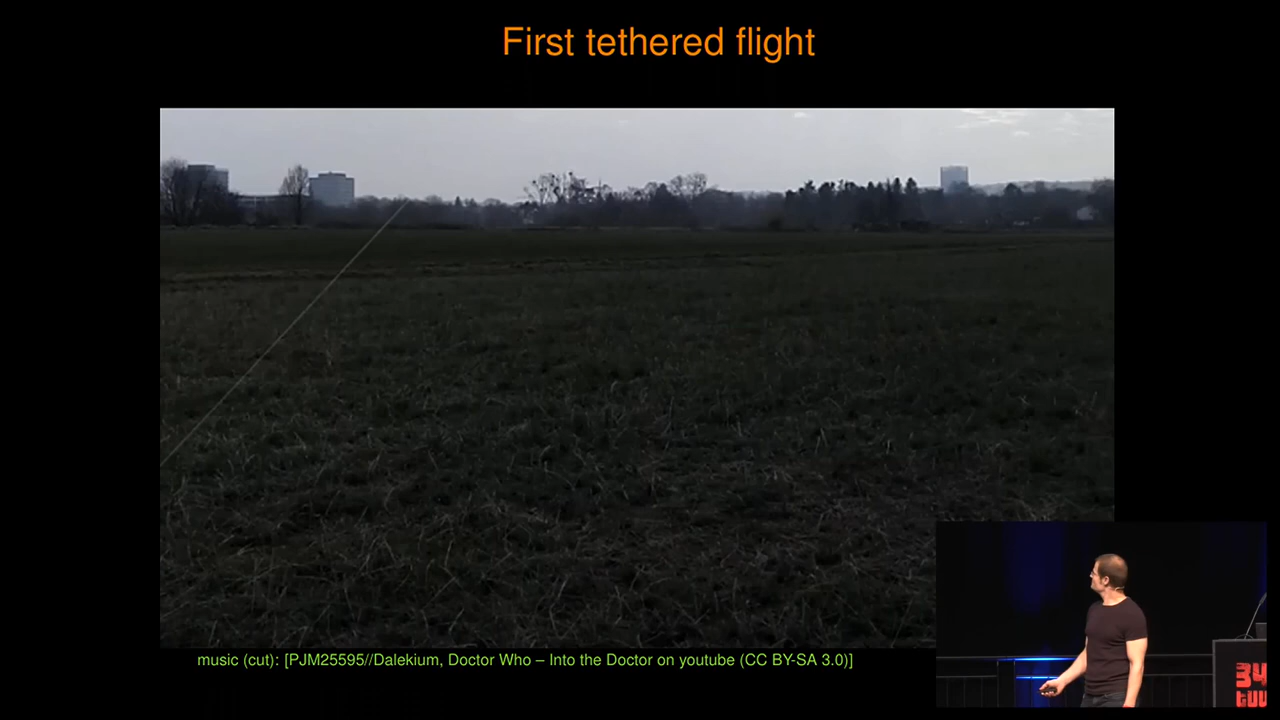 First tethered flight
music (cut): [PJM25595//Dalekium, Doctor Who – Into the Doctor on youtube (CC BY-SA 3.0)]
34